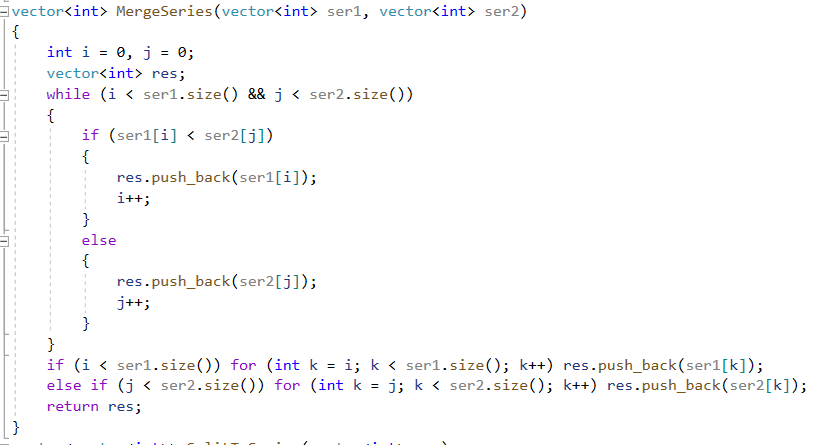 vector<int> MergeSeries(vector<int> ser1, vector<int> ser2)
{
    int i = 0, j = 0;
    vector<int> res;
    while (i < ser1.size() && j < ser2.size())
    {
        if (ser1[i] < ser2[j])
        {
            res.push_back(ser1[i]);
            i++;
        }
        else
        {
            res.push_back(ser2[j]);
            j++;
        }
    }
    if (i < ser1.size()) for (int k = i; k < ser1.size(); k++) res.push_back(ser1[k]);
    else if (j < ser2.size()) for (int k = j; k < ser2.size(); k++) res.push_back(ser2[k]);
    return res;
}